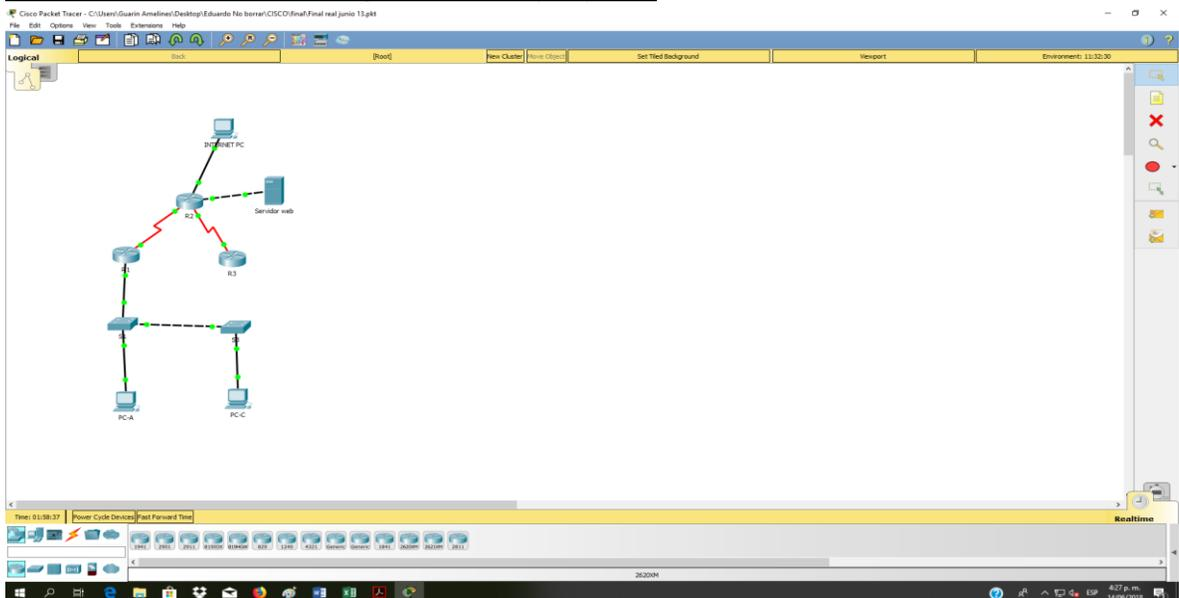 Cisco Packet Tracer - C:\Users\Guarin Amelines\Desktop\Eduardo No borrar\CISCO\final\Final real junio 13.pkt
File Edit Options View Tools Extensions Help
Logical Back [Root] New Cluster Move Object Set Tiled Background Viewport Environment: 11:32:30
INTERNET PC
R2
Servidor web
R1
R3
S1
S3
PC-A
PC-C
Time: 01:58:37 Power Cycle Devices Fast Forward Time Realtime
1941 2901 2911 819IOX 819HGW 829 1240 4321 Generic Generic 1841 2620XM 2621XM 2811
2620XM
ESP 4:27 p. m.
14/06/2018